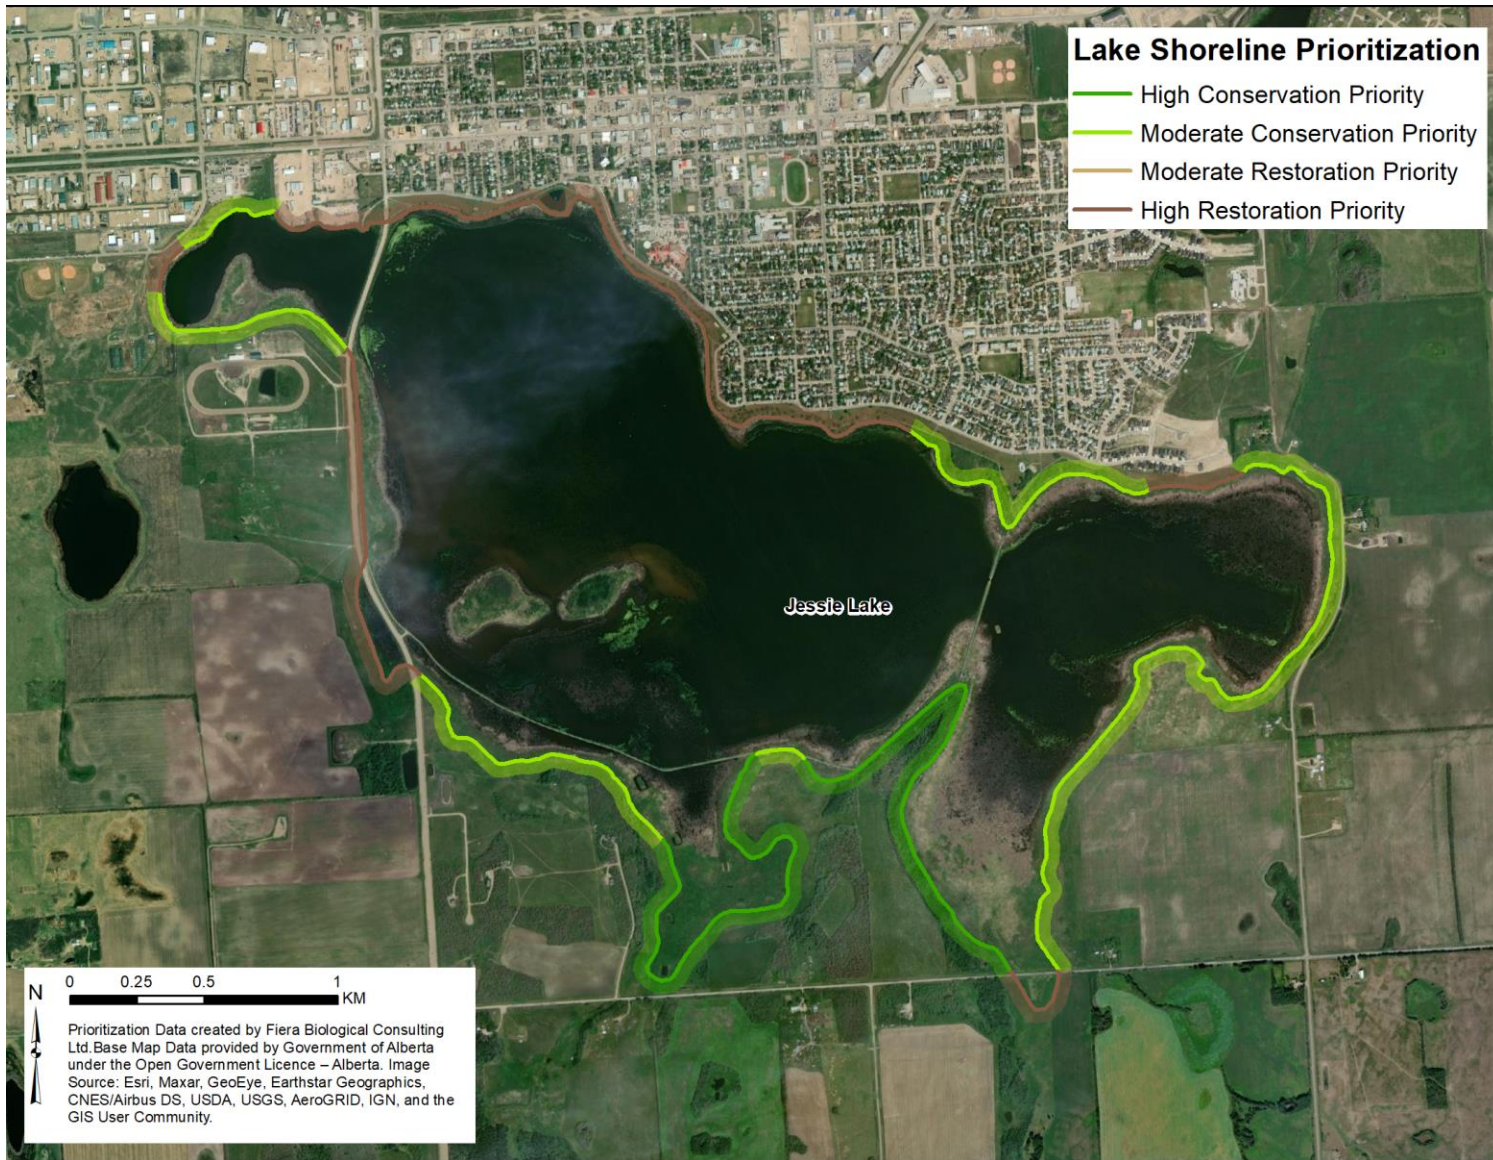 Lake Shoreline Prioritization
High Conservation Priority
Moderate Conservation Priority
Moderate Restoration Priority
High Restoration Priority
Jessie Lake
N
0 0.25 0.5 1
KM
Prioritization Data created by Fiera Biological Consulting
Ltd.Base Map Data provided by Government of Alberta
under the Open Government Licence – Alberta. Image
Source: Esri, Maxar, GeoEye, Earthstar Geographics,
CNES/Airbus DS, USDA, USGS, AeroGRID, IGN, and the
GIS User Community.